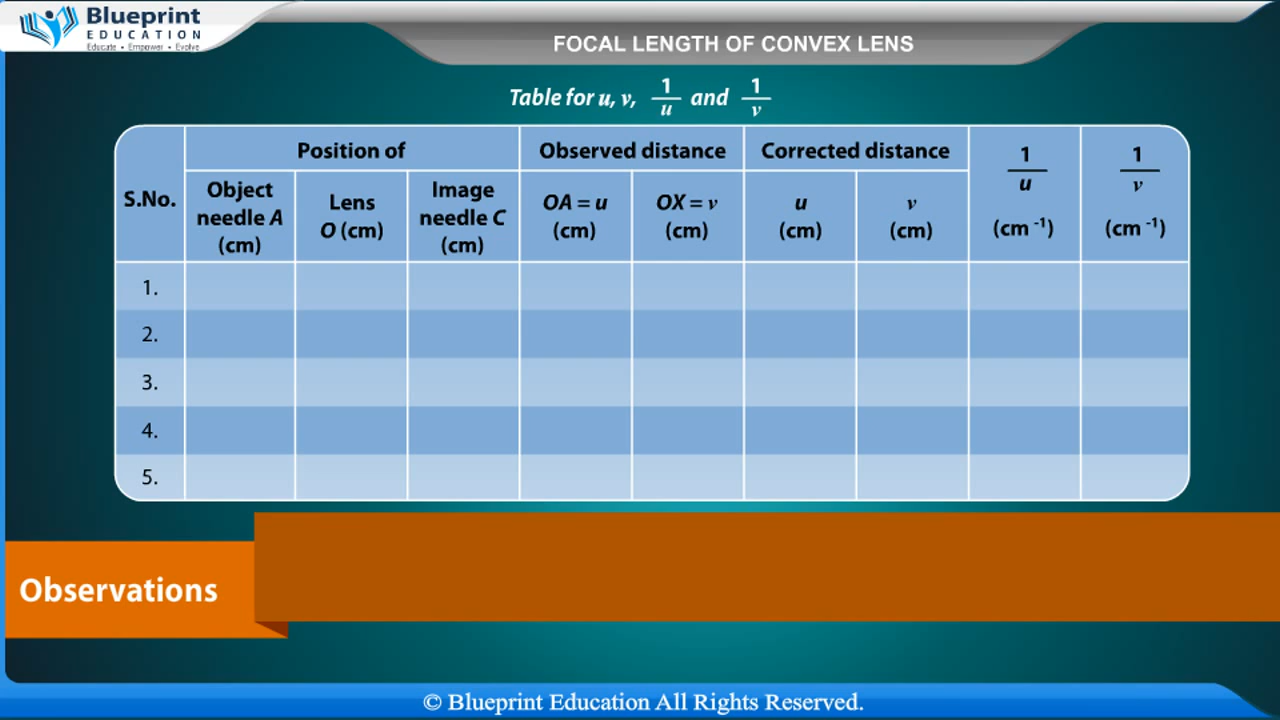 Blueprint
EDUCATION
Educate • Empower • Evolve
FOCAL LENGTH OF CONVEX LENS
Table for u, v, 1/u and 1/v
S.No.
Position of
Observed distance
Corrected distance
1/u
(cm -1)
1/v
(cm -1)
Object
needle A
(cm)
Lens
O (cm)
Image
needle C
(cm)
OA = u
(cm)
OX = v
(cm)
u
(cm)
v
(cm)
1.
2.
3.
4.
5.
Observations
© Blueprint Education All Rights Reserved.